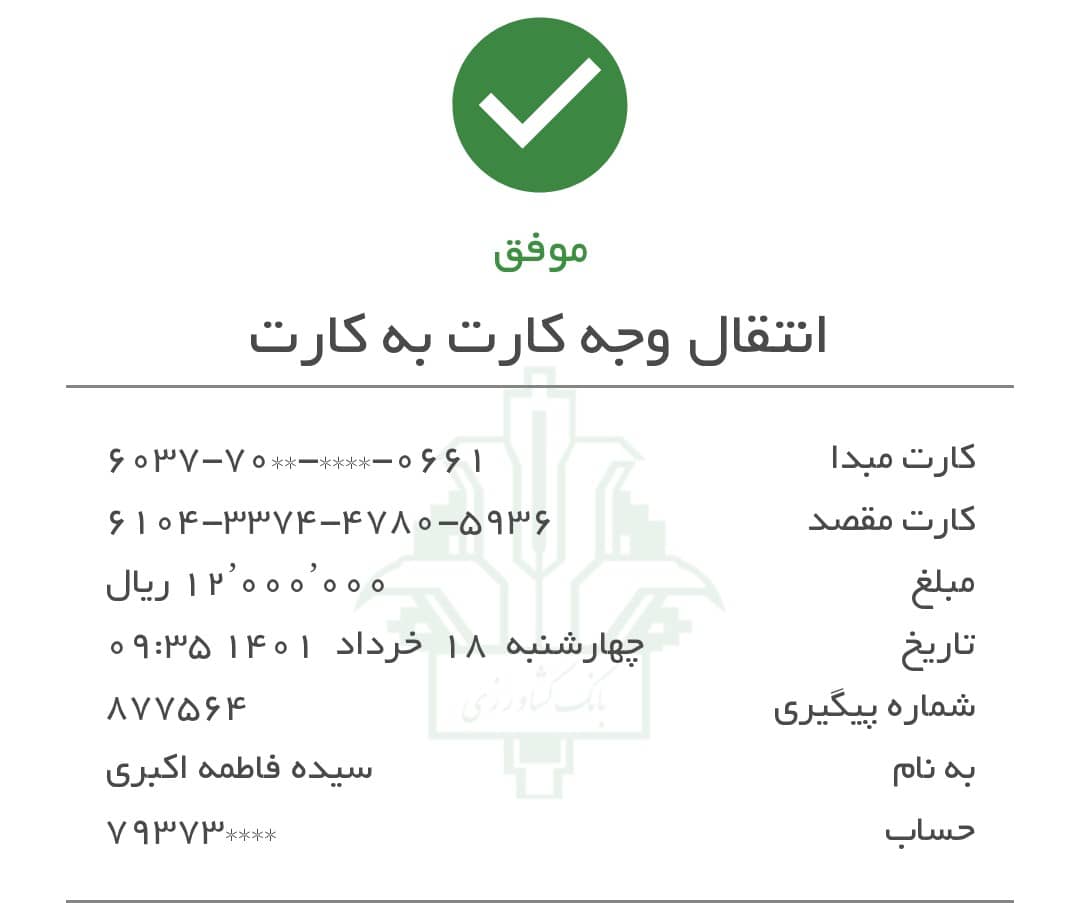 موفق
انتقال وجه کارت به کارت
کارت مبدا ۶۰۳۷-۷۰**-****-۰۶۶۱
کارت مقصد ۶۱۰۴-۳۳۷۴-۴۷۸۰-۵۹۳۶
مبلغ ۱۲٬۰۰۰٬۰۰۰ ریال
تاریخ چهارشنبه ۱۸ خرداد ۱۴۰۱ ۰۹:۳۵
بانک کشاورزی
شماره پیگیری ۸۷۷۵۶۴
به نام سیده فاطمه اکبری
حساب ۷۹۳۷۳****